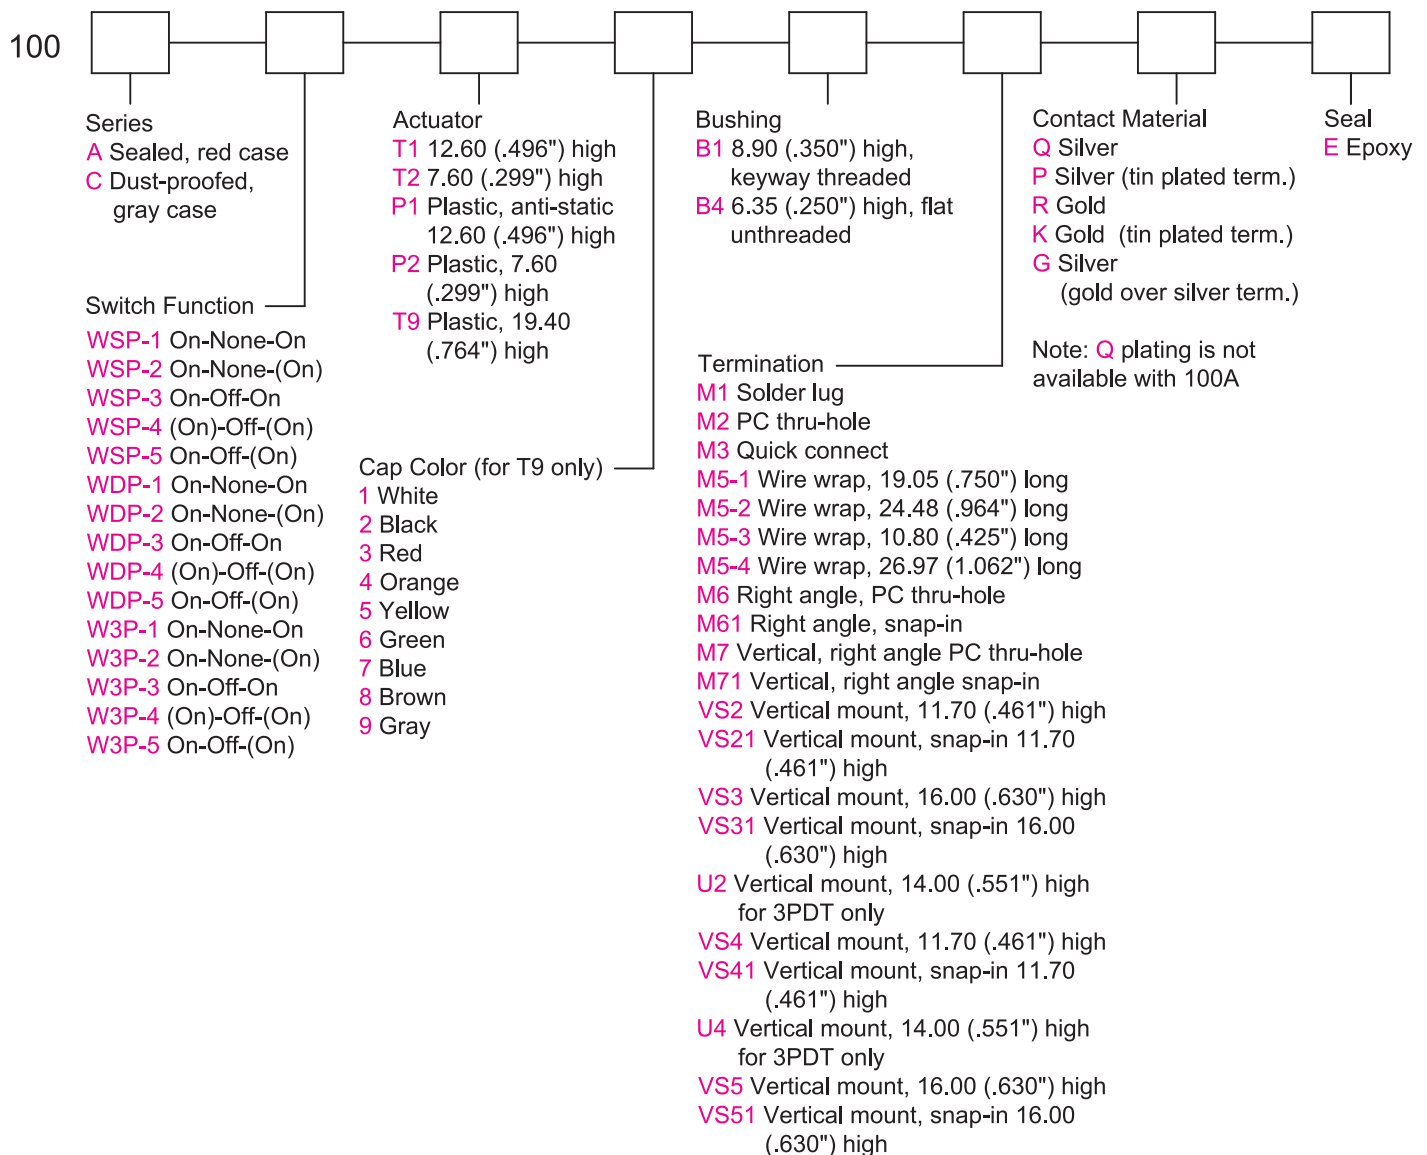 100
Series
A Sealed, red case
C Dust-proofed,
gray case
Switch Function
WSP-1 On-None-On
WSP-2 On-None-(On)
WSP-3 On-Off-On
WSP-4 (On)-Off-(On)
WSP-5 On-Off-(On)
WDP-1 On-None-On
WDP-2 On-None-(On)
WDP-3 On-Off-On
WDP-4 (On)-Off-(On)
WDP-5 On-Off-(On)
W3P-1 On-None-On
W3P-2 On-None-(On)
W3P-3 On-Off-On
W3P-4 (On)-Off-(On)
W3P-5 On-Off-(On)
Actuator
T1 12.60 (.496") high
T2 7.60 (.299") high
P1 Plastic, anti-static
12.60 (.496") high
P2 Plastic, 7.60
(.299") high
T9 Plastic, 19.40
(.764") high
Cap Color (for T9 only)
1 White
2 Black
3 Red
4 Orange
5 Yellow
6 Green
7 Blue
8 Brown
9 Gray
Bushing
B1 8.90 (.350") high,
keyway threaded
B4 6.35 (.250") high, flat
unthreaded
Termination
M1 Solder lug
M2 PC thru-hole
M3 Quick connect
M5-1 Wire wrap, 19.05 (.750") long
M5-2 Wire wrap, 24.48 (.964") long
M5-3 Wire wrap, 10.80 (.425") long
M5-4 Wire wrap, 26.97 (1.062") long
M6 Right angle, PC thru-hole
M61 Right angle, snap-in
M7 Vertical, right angle PC thru-hole
M71 Vertical, right angle snap-in
VS2 Vertical mount, 11.70 (.461") high
VS21 Vertical mount, snap-in 11.70
(.461") high
VS3 Vertical mount, 16.00 (.630") high
VS31 Vertical mount, snap-in 16.00
(.630") high
U2 Vertical mount, 14.00 (.551") high
for 3PDT only
VS4 Vertical mount, 11.70 (.461") high
VS41 Vertical mount, snap-in 11.70
(.461") high
U4 Vertical mount, 14.00 (.551") high
for 3PDT only
VS5 Vertical mount, 16.00 (.630") high
VS51 Vertical mount, snap-in 16.00
(.630") high
Contact Material
Q Silver
P Silver (tin plated term.)
R Gold
K Gold (tin plated term.)
G Silver
(gold over silver term.)
Note: Q plating is not
available with 100A
Seal
E Epoxy